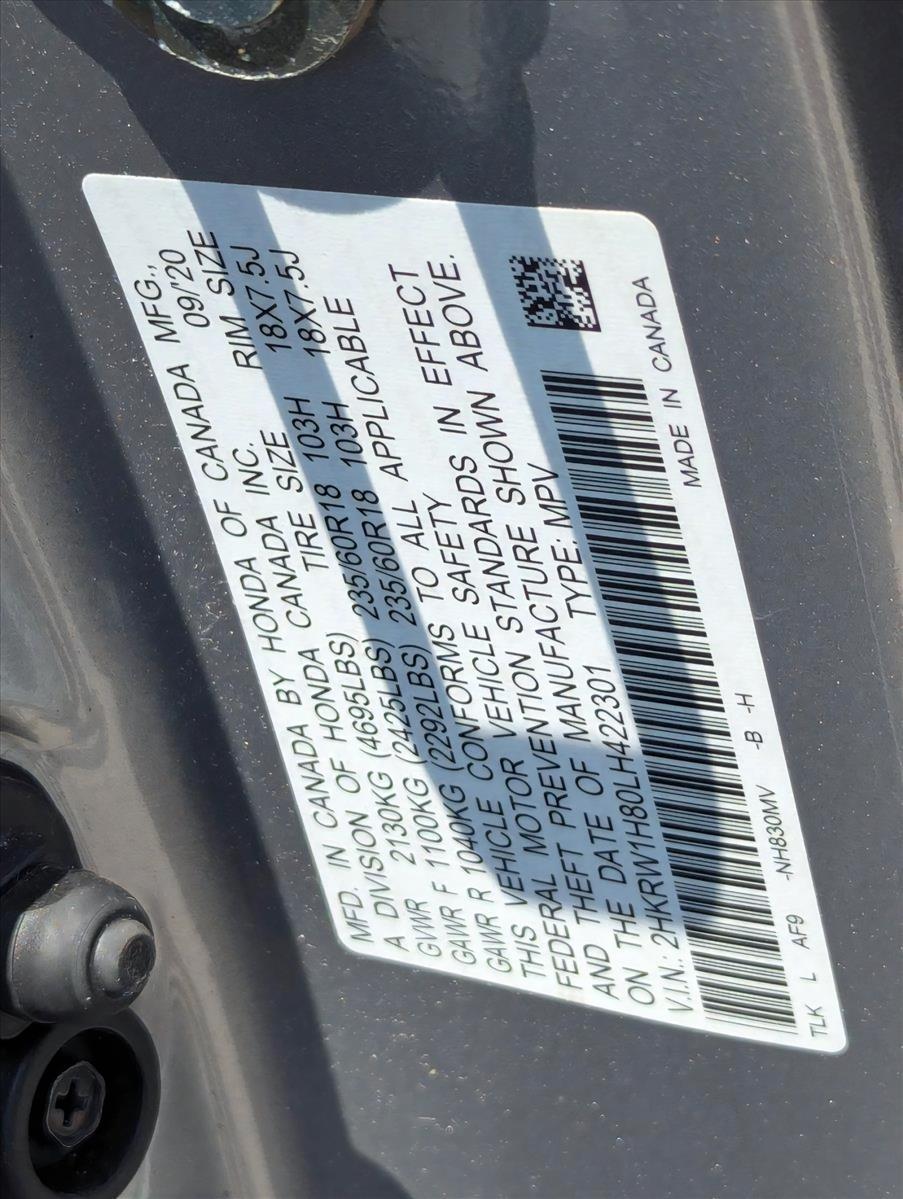 MFD. IN CANADA BY HONDA OF CANADA MFG.,
A DIVISION OF HONDA CANADA INC. 09/'20
GVWR 2130KG (4695LBS) TIRE SIZE RIM SIZE
GAWR F 1100KG (2425LBS) 235/60R18 103H 18X7.5J
GAWR R 1040KG (2292LBS) 235/60R18 103H 18X7.5J
THIS VEHICLE CONFORMS TO ALL APPLICABLE
FEDERAL MOTOR VEHICLE SAFETY STANDARDS IN EFFECT
AND THEFT PREVENTION STANDARDS IN EFFECT
ON THE DATE OF MANUFACTURE SHOWN ABOVE.
V.I.N.: 2HKRW1H80LH422301 TYPE: MPV
TLK L AF9 -NH830MV -B -H MADE IN CANADA